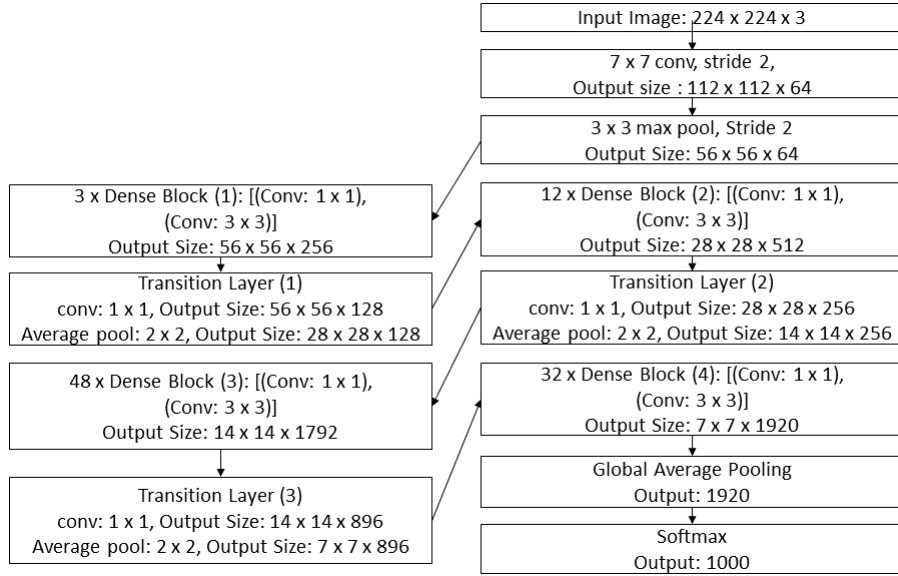 Input Image: 224 x 224 x 3
7 x 7 conv, stride 2,
Output size : 112 x 112 x 64
3 x 3 max pool, Stride 2
Output Size: 56 x 56 x 64
3 x Dense Block (1): [(Conv: 1 x 1),
(Conv: 3 x 3)]
Output Size: 56 x 56 x 256
Transition Layer (1)
conv: 1 x 1, Output Size: 56 x 56 x 128
Average pool: 2 x 2, Output Size: 28 x 28 x 128
12 x Dense Block (2): [(Conv: 1 x 1),
(Conv: 3 x 3)]
Output Size: 28 x 28 x 512
Transition Layer (2)
conv: 1 x 1, Output Size: 28 x 28 x 256
Average pool: 2 x 2, Output Size: 14 x 14 x 256
48 x Dense Block (3): [(Conv: 1 x 1),
(Conv: 3 x 3)]
Output Size: 14 x 14 x 1792
Transition Layer (3)
conv: 1 x 1, Output Size: 14 x 14 x 896
Average pool: 2 x 2, Output Size: 7 x 7 x 896
32 x Dense Block (4): [(Conv: 1 x 1),
(Conv: 3 x 3)]
Output Size: 7 x 7 x 1920
Global Average Pooling
Output: 1920
Softmax
Output: 1000